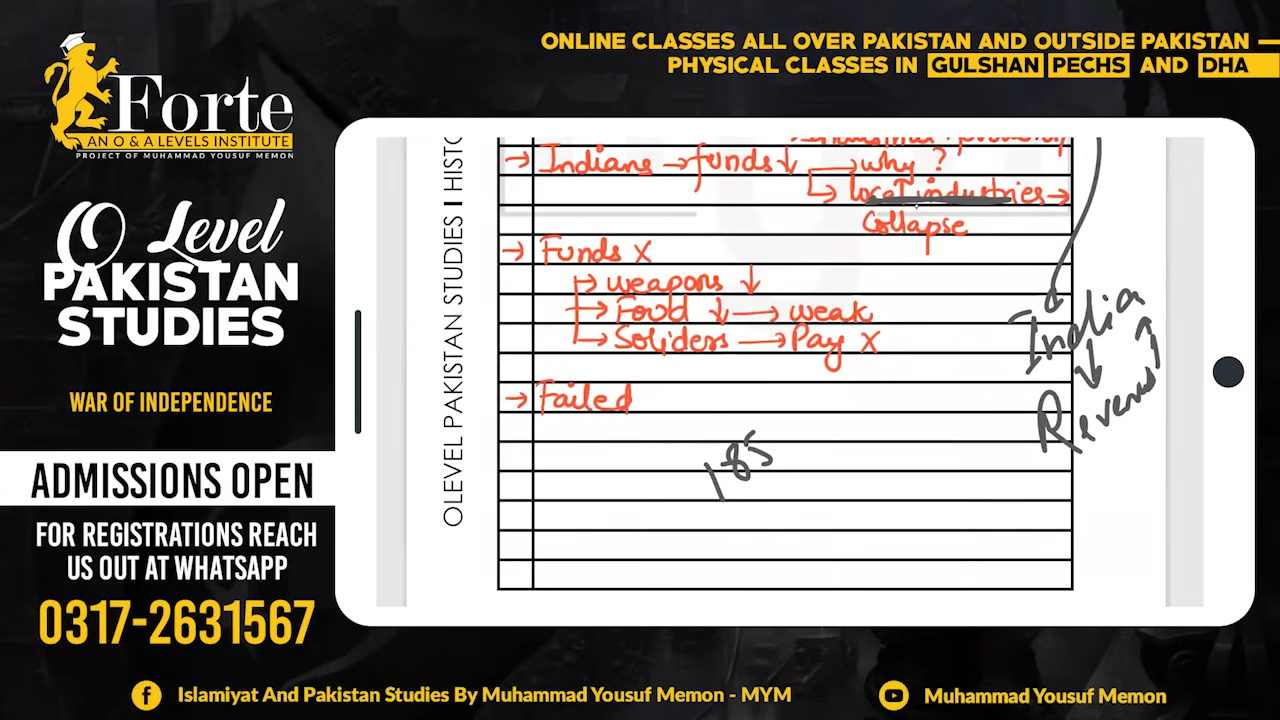 Forte
AN O & A LEVELS INSTITUTE
PROJECT OF MUHAMMAD YOUSUF MEMON
O Level
PAKISTAN
STUDIES
WAR OF INDEPENDENCE
ADMISSIONS OPEN
FOR REGISTRATIONS REACH
US OUT AT WHATSAPP
0317-2631567
ONLINE CLASSES ALL OVER PAKISTAN AND OUTSIDE PAKISTAN
PHYSICAL CLASSES IN GULSHAN PECHS AND DHA
OLEVEL PAKISTAN STUDIES | HISTO
→ Indians → funds ↓ → why ?
↳ local industries →
Collapse
→ Funds x
→ weapons ↓
→ Food ↓ → weak
→ Soliders → Pay x
→ Failed
185
India
↓
Islamiyat And Pakistan Studies By Muhammad Yousuf Memon - MYM
Muhammad Yousuf Memon